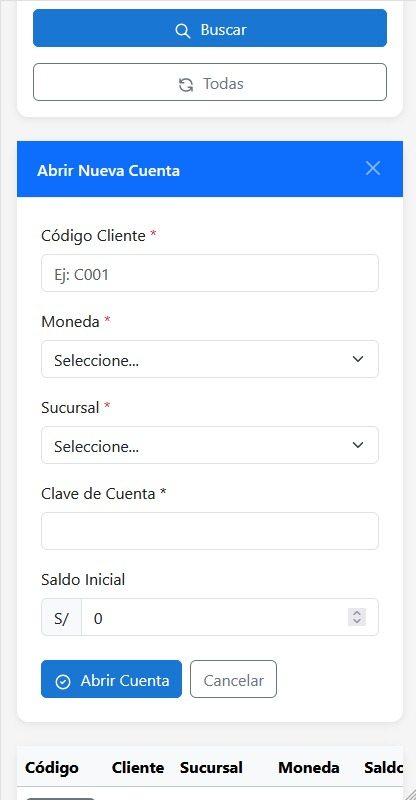 Buscar
Todas
Abrir Nueva Cuenta
Código Cliente *
Ej: C001
Moneda *
Seleccione...
Sucursal *
Seleccione...
Clave de Cuenta *
Saldo Inicial
S/ 0
Abrir Cuenta Cancelar
Código Cliente Sucursal Moneda Saldo